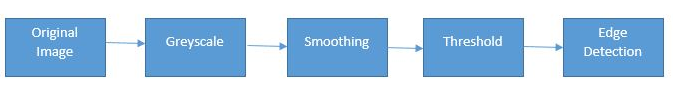 Original
Image
Greyscale
Smoothing
Threshold
Edge
Detection